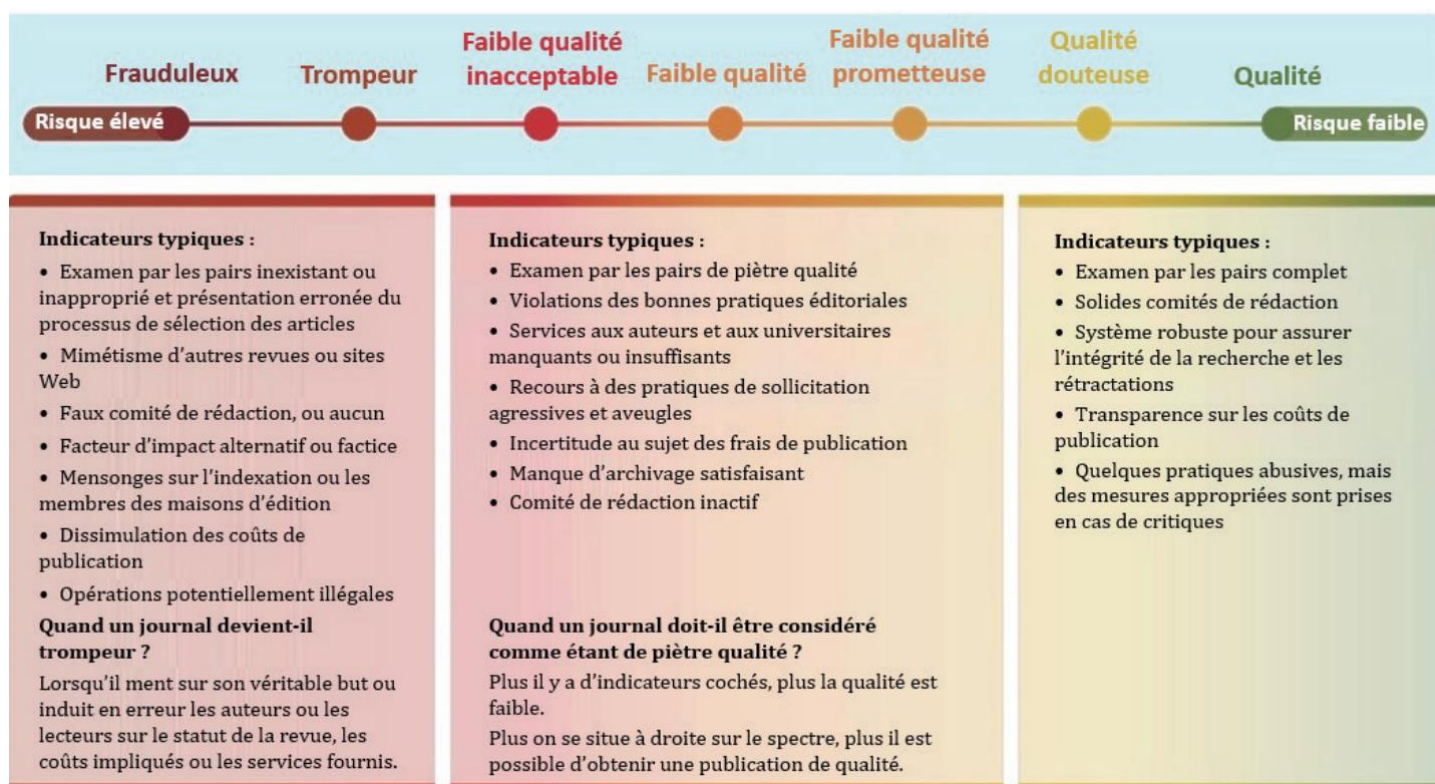 Frauduleux
Trompeur
Faible qualité
inacceptable
Faible qualité
Faible qualité
prometteuse
Qualité
douteuse
Qualité
Risque élevé
Risque faible
Indicateurs typiques :
• Examen par les pairs inexistant ou
inapproprié et présentation erronée du
processus de sélection des articles
• Mimétisme d’autres revues ou sites
Web
• Faux comité de rédaction, ou aucun
• Facteur d’impact alternatif ou factice
• Mensonges sur l’indexation ou les
membres des maisons d’édition
• Dissimulation des coûts de
publication
• Opérations potentiellement illégales
Quand un journal devient-il
trompeur ?
Lorsqu’il ment sur son véritable but ou
induit en erreur les auteurs ou les
lecteurs sur le statut de la revue, les
coûts impliqués ou les services fournis.
Indicateurs typiques :
• Examen par les pairs de piètre qualité
• Violations des bonnes pratiques éditoriales
• Services aux auteurs et aux universitaires
manquants ou insuffisants
• Recours à des pratiques de sollicitation
agressives et aveugles
• Incertitude au sujet des frais de publication
• Manque d’archivage satisfaisant
• Comité de rédaction inactif
Quand un journal doit-il être considéré
comme étant de piètre qualité ?
Plus il y a d’indicateurs cochés, plus la qualité est
faible.
Plus on se situe à droite sur le spectre, plus il est
possible d’obtenir une publication de qualité.
Indicateurs typiques :
• Examen par les pairs complet
• Solides comités de rédaction
• Système robuste pour assurer
l’intégrité de la recherche et les
rétractations
• Transparence sur les coûts de
publication
• Quelques pratiques abusives, mais
des mesures appropriées sont prises
en cas de critiques